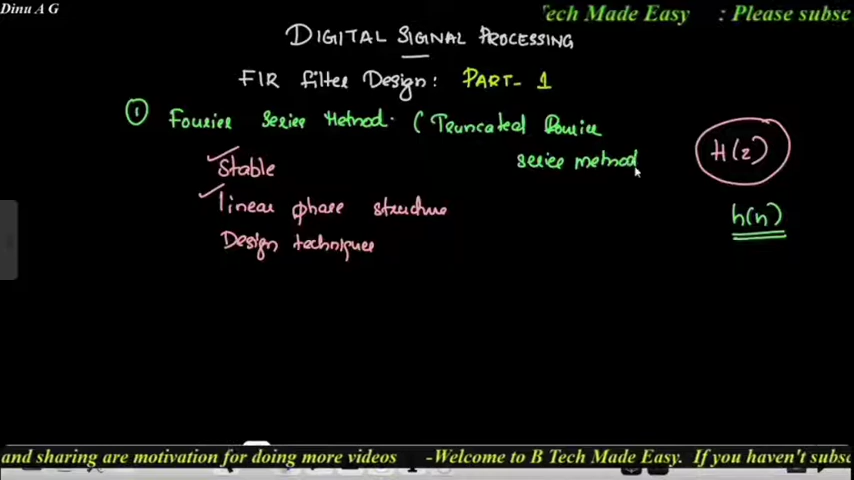 Dinu A G
Tech Made Easy : Please subsc
DIGITAL SIGNAL PROCESSING
FIR Filter Design: PART- 1
① Fourier Series Method. ( Truncated Fourier
series method
✓ Stable
✓ linear phase structure
Design techniques
H(z)
h(n)
and sharing are motivation for doing more videos -Welcome to B Tech Made Easy. If you haven't subsc